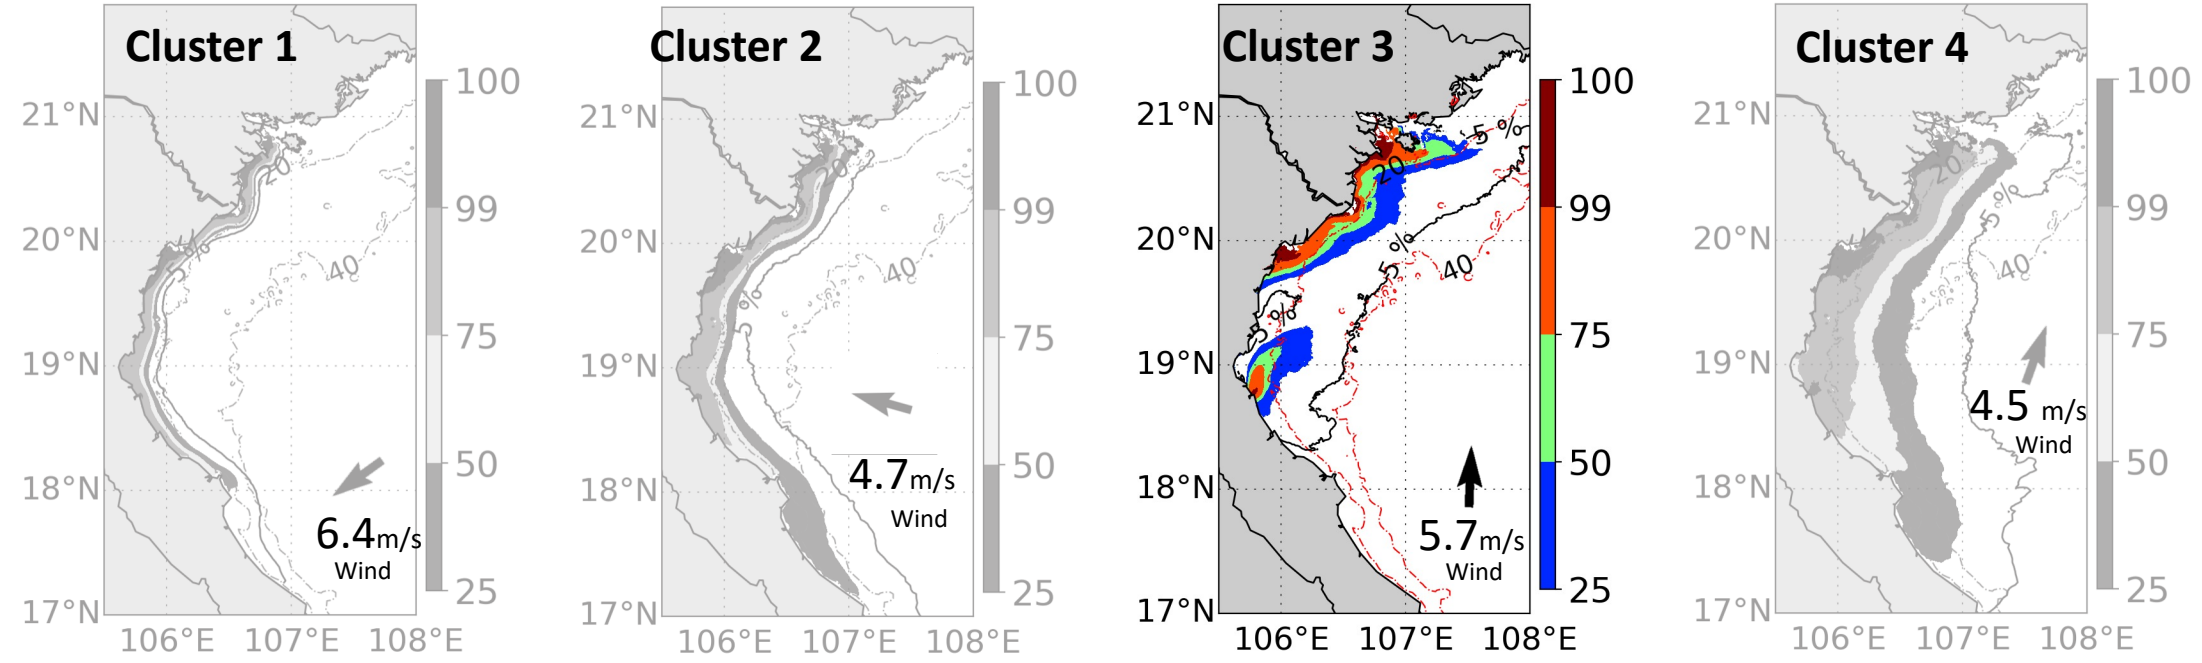 Cluster 1
100
99
75
50
25
21°N
20°N
19°N
18°N
17°N
106°E 107°E 108°E
20
5%
40
6.4m/s
Wind
Cluster 2
100
99
75
50
25
21°N
20°N
19°N
18°N
17°N
106°E 107°E 108°E
20
5%
40
4.7m/s
Wind
Cluster 3
100
99
75
50
25
21°N
20°N
19°N
18°N
17°N
106°E 107°E 108°E
5 %
20
5 %
40
5 %
5.7m/s
Wind
Cluster 4
100
99
75
50
25
21°N
20°N
19°N
18°N
17°N
106°E 107°E 108°E
20
5 %
40
4.5 m/s
Wind